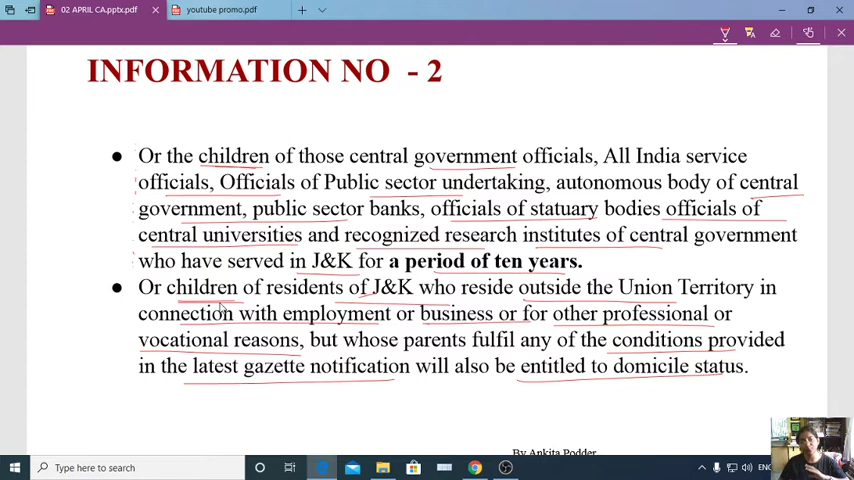 02 APRIL CA.pptx.pdf
youtube promo.pdf
INFORMATION NO - 2
● Or the children of those central government officials, All India service
officials, Officials of Public sector undertaking, autonomous body of central
government, public sector banks, officials of statuary bodies officials of
central universities and recognized research institutes of central government
who have served in J&K for a period of ten years.
● Or children of residents of J&K who reside outside the Union Territory in
connection with employment or business or for other professional or
vocational reasons, but whose parents fulfil any of the conditions provided
in the latest gazette notification will also be entitled to domicile status.
By Ankita Podder
Type here to search
ENG